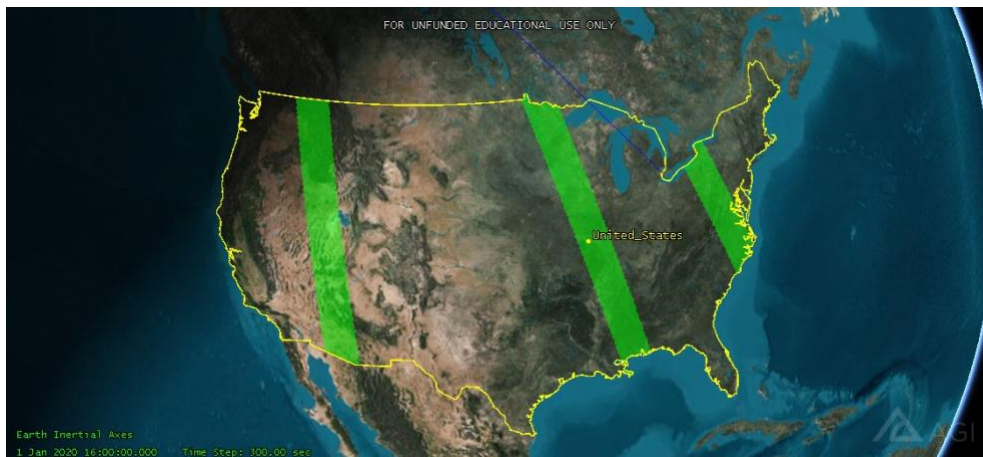 FOR UNFUNDED EDUCATIONAL USE ONLY
United_States
Earth Inertial Axes
1 Jan 2020 16:00:00.000 Time Step: 300.00 sec
AGI